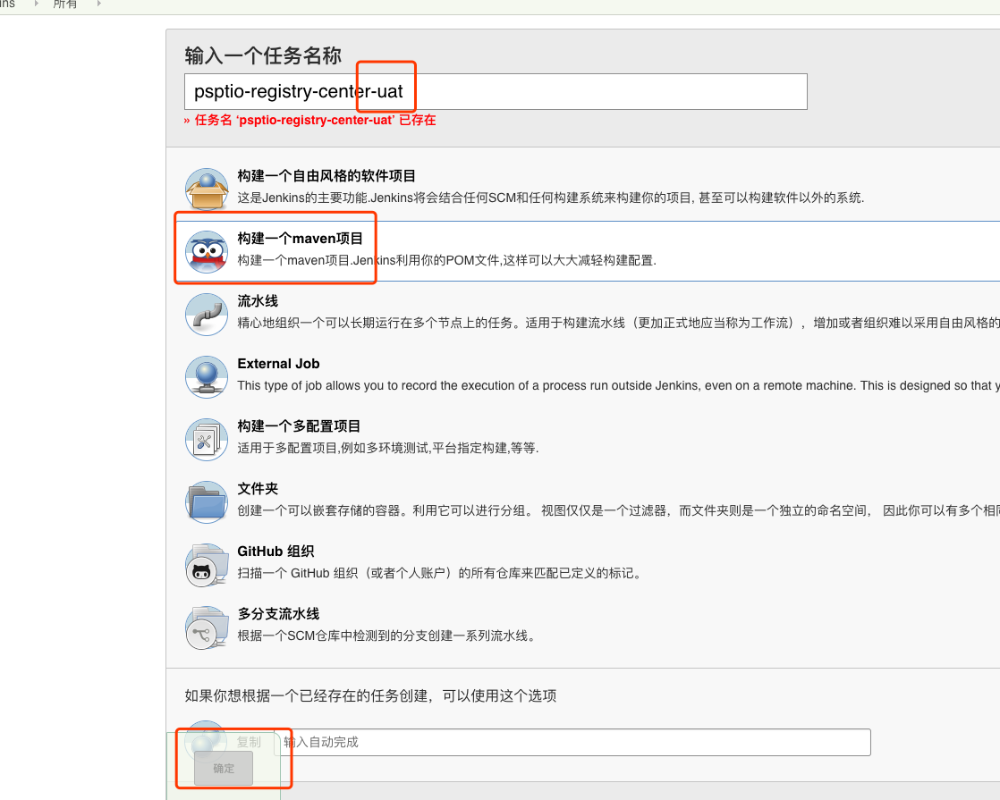 所有
输入一个任务名称
psptio-registry-center-uat
» 任务名 ‘psptio-registry-center-uat’ 已存在
构建一个自由风格的软件项目
这是Jenkins的主要功能.Jenkins将会结合任何SCM和任何构建系统来构建你的项目, 甚至可以构建软件以外的系统.
构建一个maven项目
构建一个maven项目.Jenkins利用你的POM文件,这样可以大大减轻构建配置.
流水线
精心地组织一个可以长期运行在多个节点上的任务。适用于构建流水线（更加正式地应当称为工作流），增加或者组织难以采用自由风格的
External Job
This type of job allows you to record the execution of a process run outside Jenkins, even on a remote machine. This is designed so that y
构建一个多配置项目
适用于多配置项目,例如多环境测试,平台指定构建,等等.
文件夹
创建一个可以嵌套存储的容器。利用它可以进行分组。 视图仅仅是一个过滤器，而文件夹则是一个独立的命名空间， 因此你可以有多个相同
GitHub 组织
扫描一个 GitHub 组织（或者个人账户）的所有仓库来匹配已定义的标记。
多分支流水线
根据一个SCM仓库中检测到的分支创建一系列流水线。
如果你想根据一个已经存在的任务创建，可以使用这个选项
复制 输入自动完成
确定